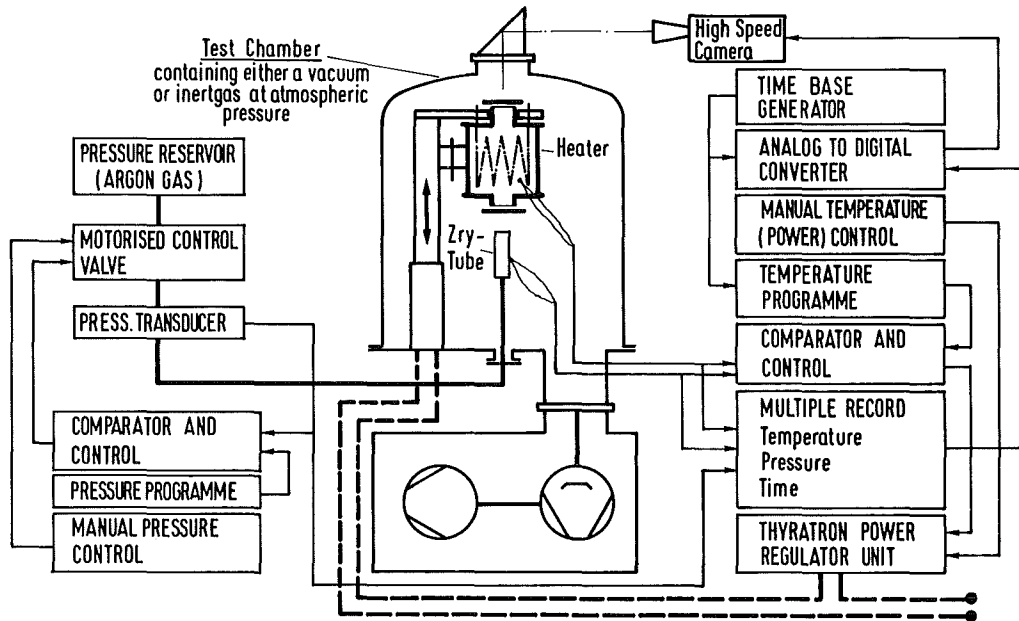 High Speed
Camera
Test Chamber
containing either a vacuum
or inertgas at atmospheric
pressure
Heater
Zry-
Tube
PRESSURE RESERVOIR
(ARGON GAS)
MOTORISED CONTROL
VALVE
PRESS. TRANSDUCER
COMPARATOR AND
CONTROL
PRESSURE PROGRAMME
MANUAL PRESSURE
CONTROL
TIME BASE
GENERATOR
ANALOG TO DIGITAL
CONVERTER
MANUAL TEMPERATURE
(POWER) CONTROL
TEMPERATURE
PROGRAMME
COMPARATOR AND
CONTROL
MULTIPLE RECORD
Temperature
Pressure
Time
THYRATRON POWER
REGULATOR UNIT